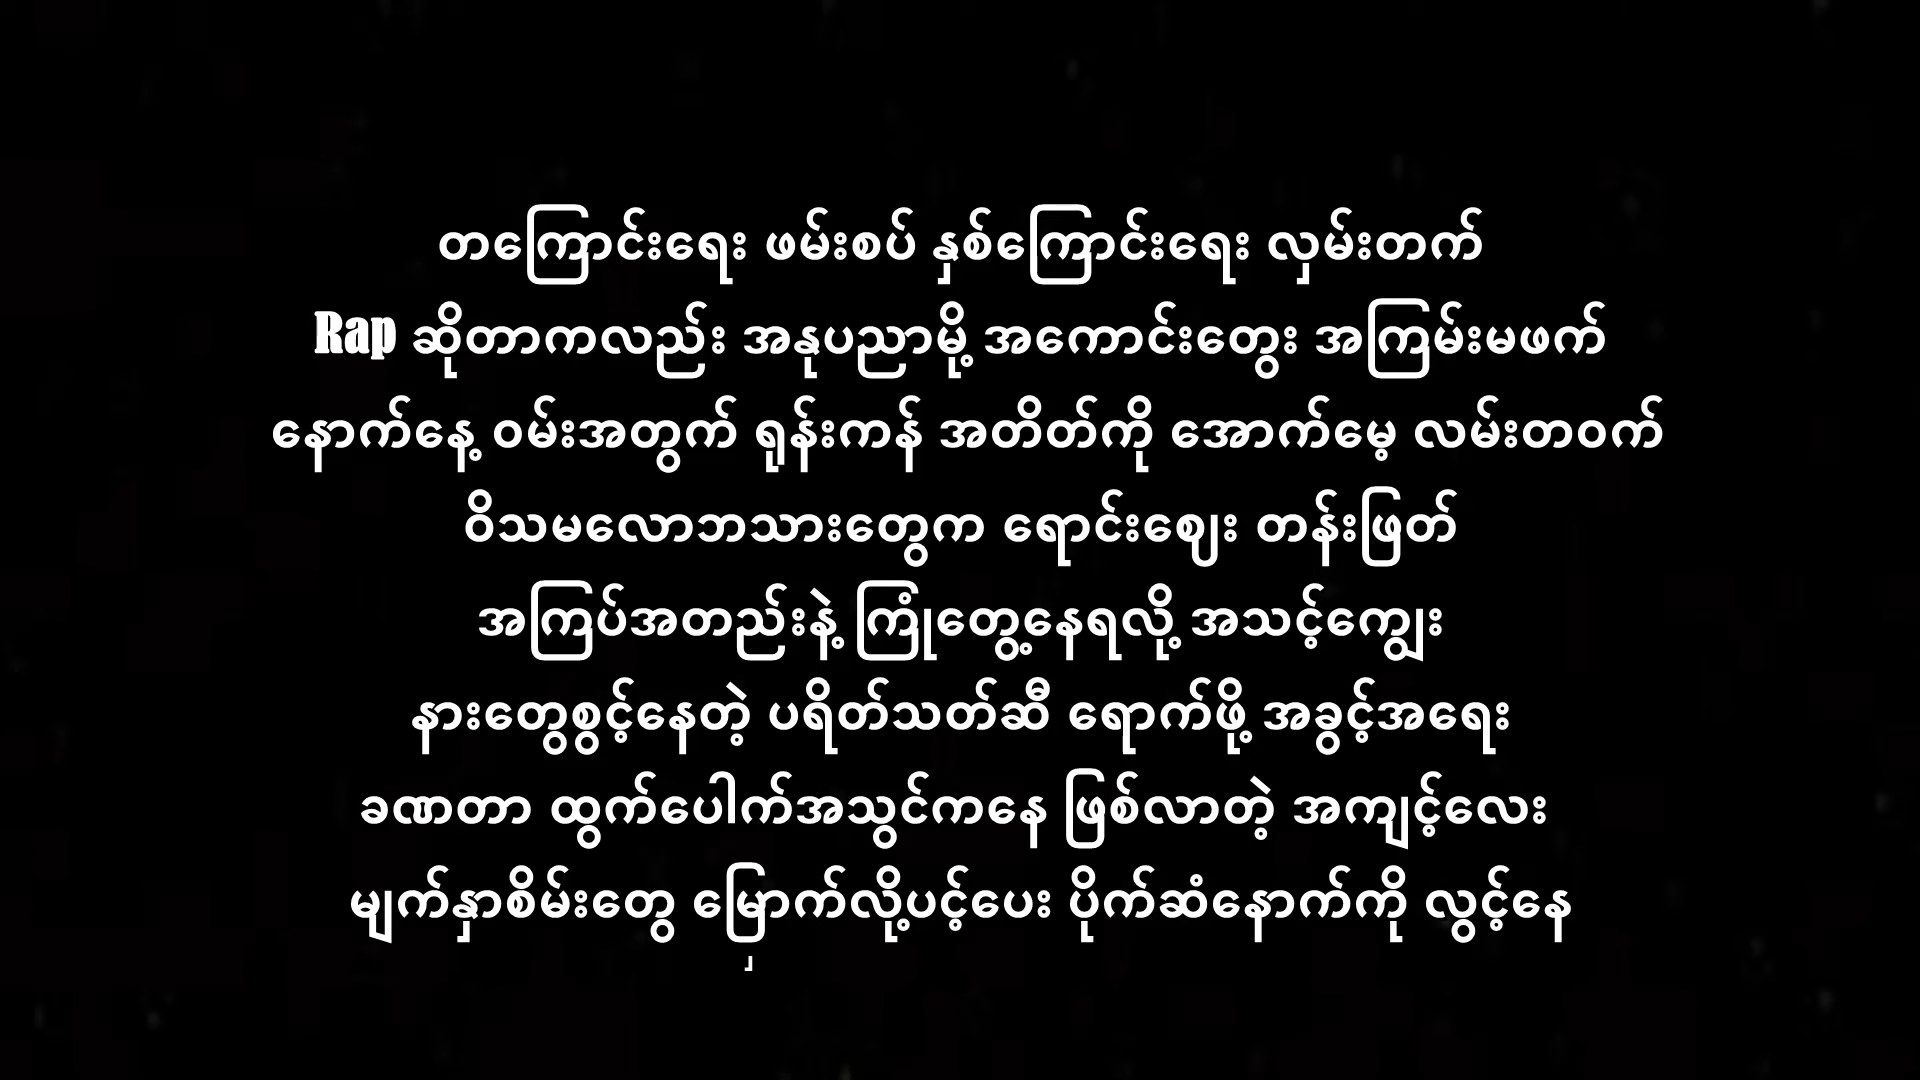 တကြောင်းရေး ဖမ်းစပ် နှစ်ကြောင်းရေး လှမ်းတက်
Rap ဆိုတာကလည်း အနုပညာမို့ အကောင်းတွေး အကြမ်းမဖက်
နောက်နေ့ ဝမ်းအတွက် ရုန်းကန် အတိတ်ကို အောက်မေ့ လမ်းတဝက်
ဝိသမလောဘသားတွေက ရောင်းဈေး တန်းဖြတ်
အကြပ်အတည်းနဲ့ ကြုံတွေ့နေရလို့ အသင့်ကျွေး
နားတွေစွင့်နေတဲ့ ပရိတ်သတ်ဆီ ရောက်ဖို့ အခွင့်အရေး
ခဏတာ ထွက်ပေါက်အသွင်ကနေ ဖြစ်လာတဲ့ အကျင့်လေး
မျက်နှာစိမ်းတွေ မြှောက်လို့ပင့်ပေး ပိုက်ဆံနောက်ကို လွင့်နေ